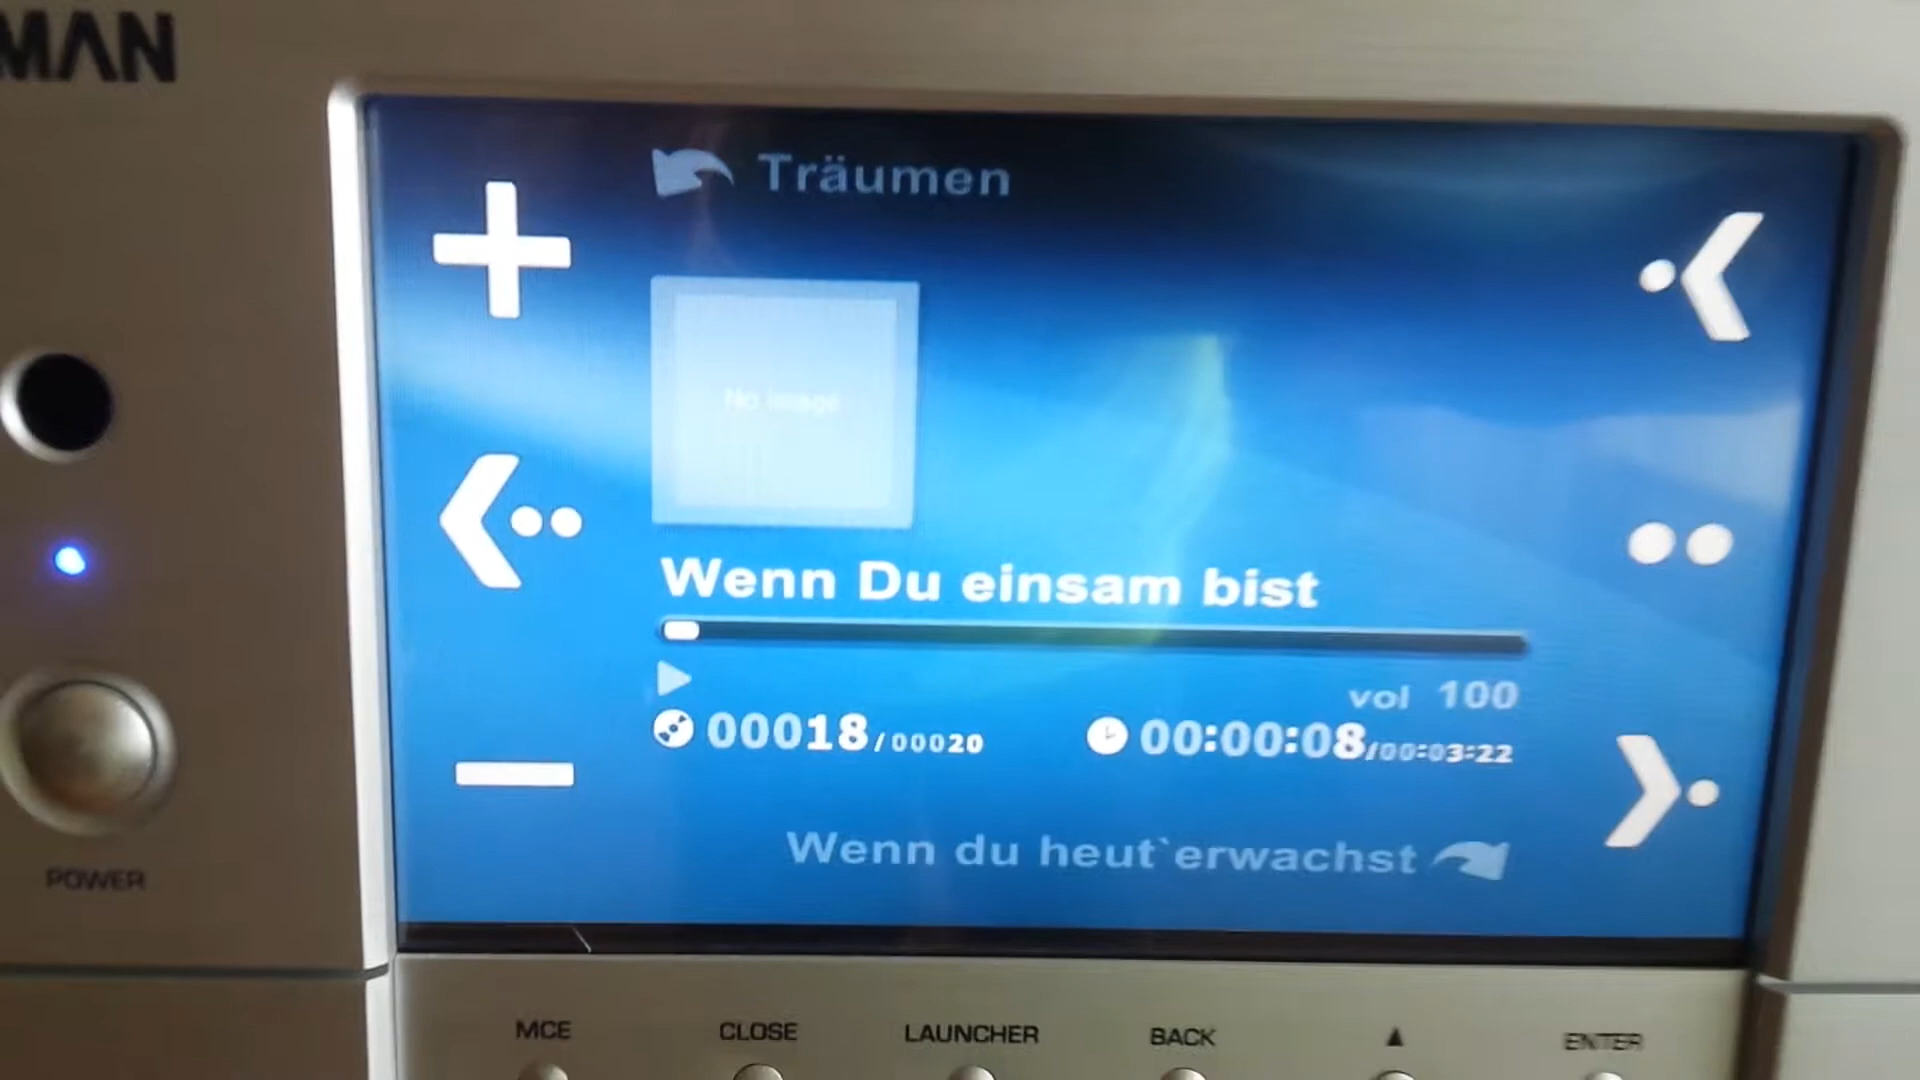 MAN
Träumen
No image
Wenn Du einsam bist
vol 100
00018/00020 00:00:08/00:03:22
Wenn du heut`erwachst
POWER
MCE CLOSE LAUNCHER BACK ▲ ENTER